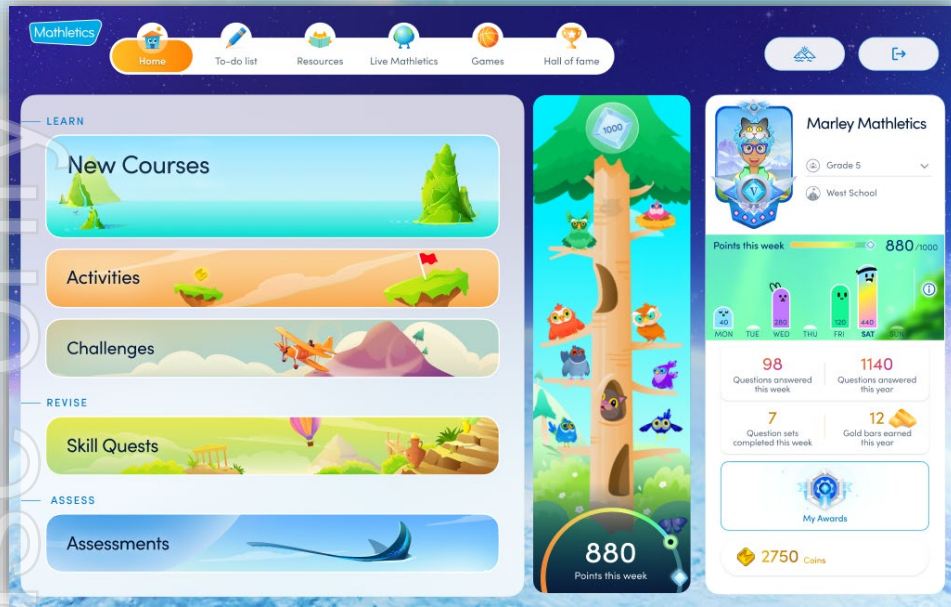 Mathletics
Home
To-do list
Resources
Live Mathletics
Games
Hall of fame
LEARN
New Courses
Activities
Challenges
REVISE
Skill Quests
ASSESS
Assessments
1000
880
Points this week
Marley Mathletics
V
Grade 5
West School
Points this week
880/1000
40
280
120
440
MON
TUE
WED
THU
FRI
SAT
SUN
98
Questions answered
this week
1140
Questions answered
this year
7
Question sets
completed this week
12
Gold bars earned
this year
My Awards
2750 Coins